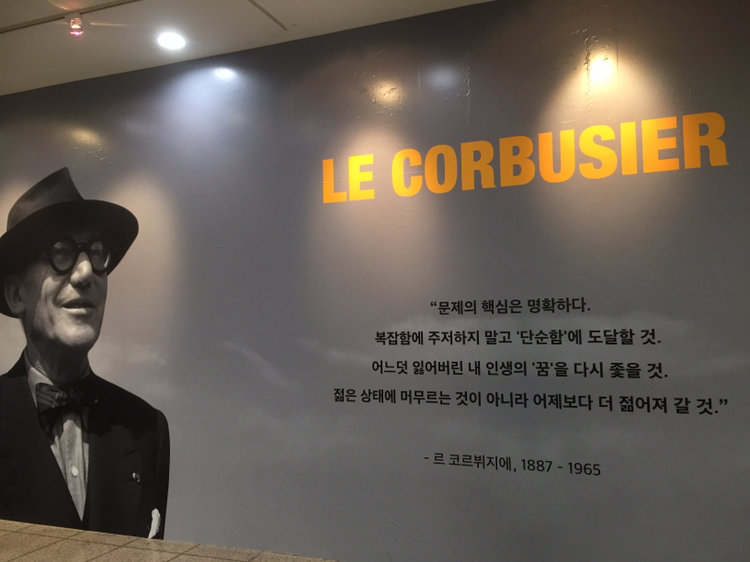 LE CORBUSIER
“문제의 핵심은 명확하다.
복잡함에 주저하지 말고 '단순함'에 도달할 것.
어느덧 잃어버린 내 인생의 '꿈'을 다시 좇을 것.
젊은 상태에 머무르는 것이 아니라 어제보다 더 젊어져 갈 것.”
- 르 코르뷔지에, 1887 - 1965